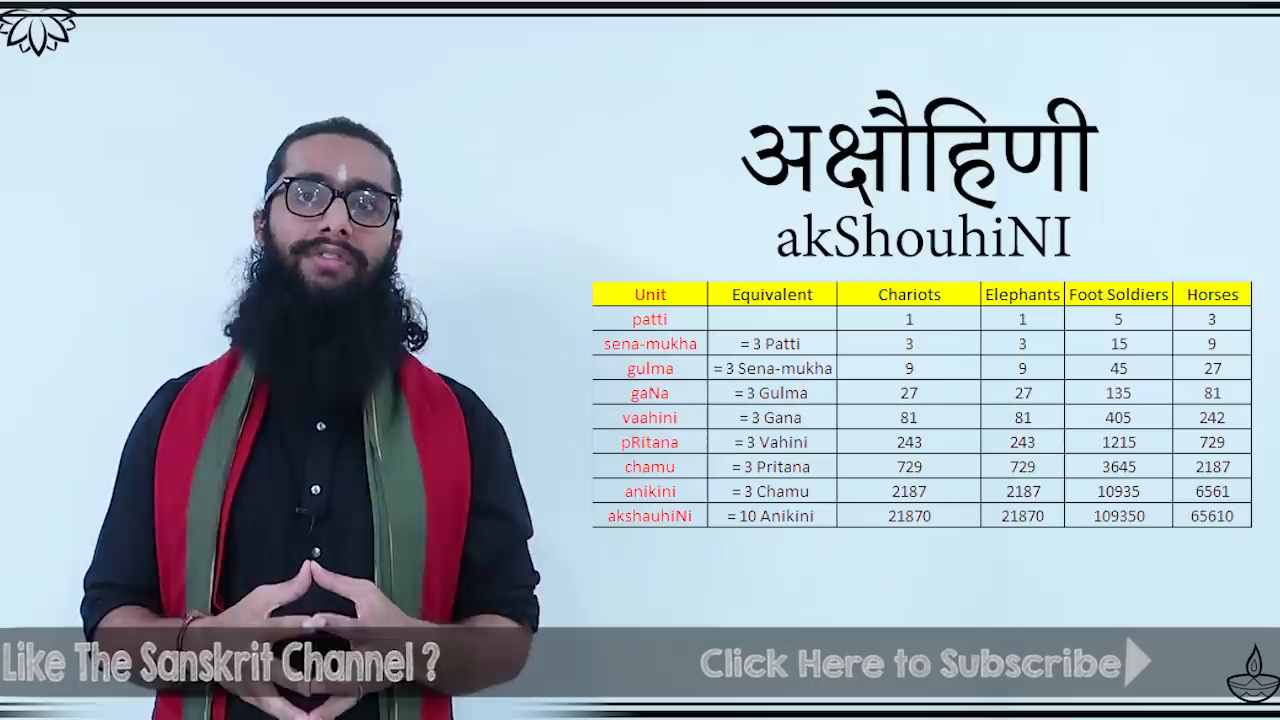 अक्षौहिणी
akShouhiNI
Unit Equivalent Chariots Elephants Foot Soldiers Horses
patti 1 1 5 3
sena-mukha = 3 Patti 3 3 15 9
gulma = 3 Sena-mukha 9 9 45 27
gaNa = 3 Gulma 27 27 135 81
vaahini = 3 Gana 81 81 405 242
pRitana = 3 Vahini 243 243 1215 729
chamu = 3 Pritana 729 729 3645 2187
anikini = 3 Chamu 2187 2187 10935 6561
akshauhiNi = 10 Anikini 21870 21870 109350 65610
Like The Sanskrit Channel ? Click Here to Subscribe